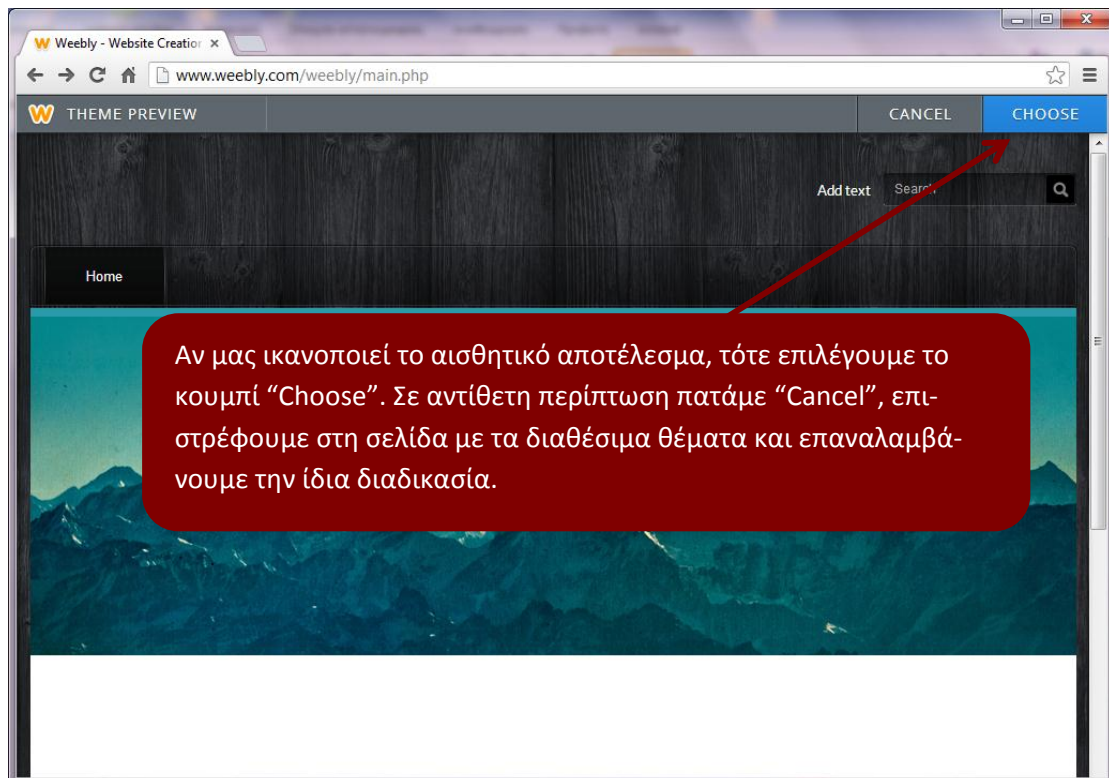 Weebly - Website Creation
www.weebly.com/weebly/main.php
THEME PREVIEW
CANCEL
CHOOSE
Add text
Search
Home
Αν μας ικανοποιεί το αισθητικό αποτέλεσμα, τότε επιλέγουμε το
κουμπί “Choose”. Σε αντίθετη περίπτωση πατάμε “Cancel”, επι-
στρέφουμε στη σελίδα με τα διαθέσιμα θέματα και επαναλαμβά-
νουμε την ίδια διαδικασία.